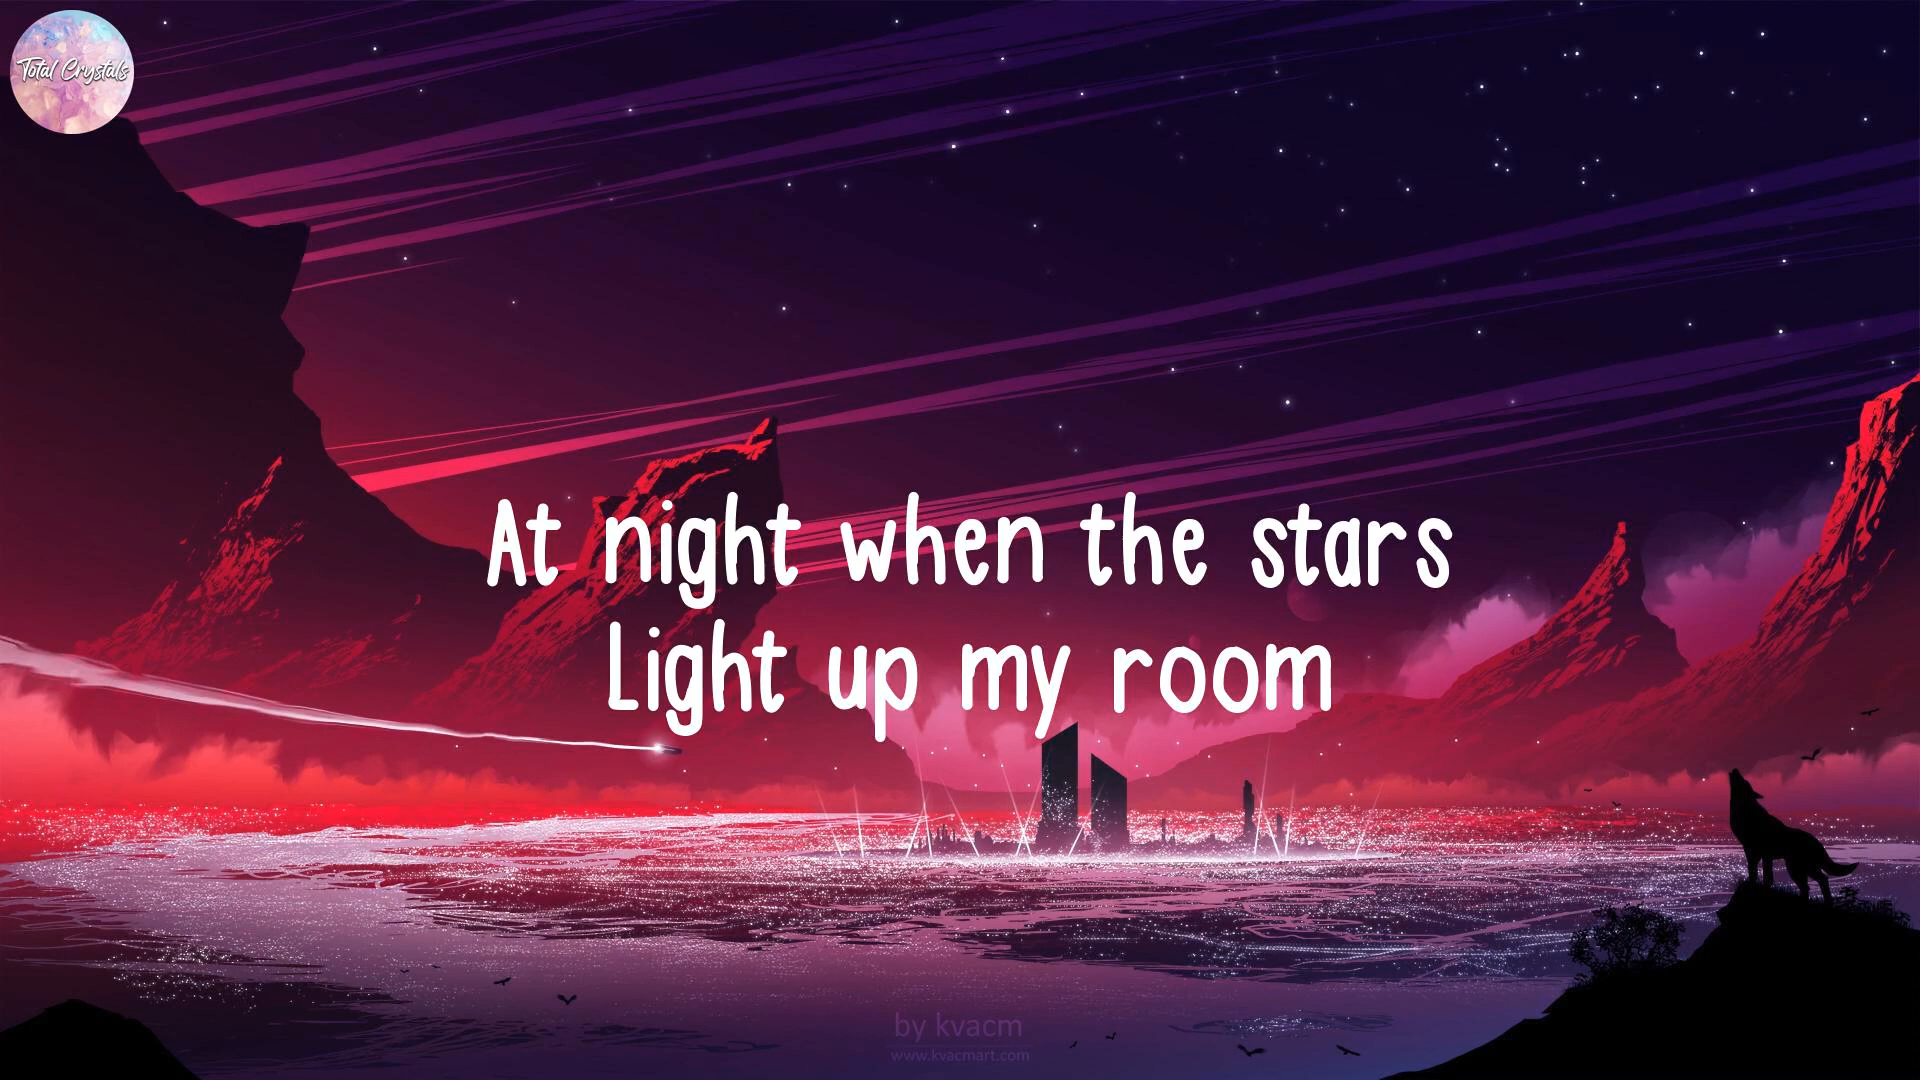 Total Crystals
At night when the stars
Light up my room
by kvacm
www.kvacmart.com